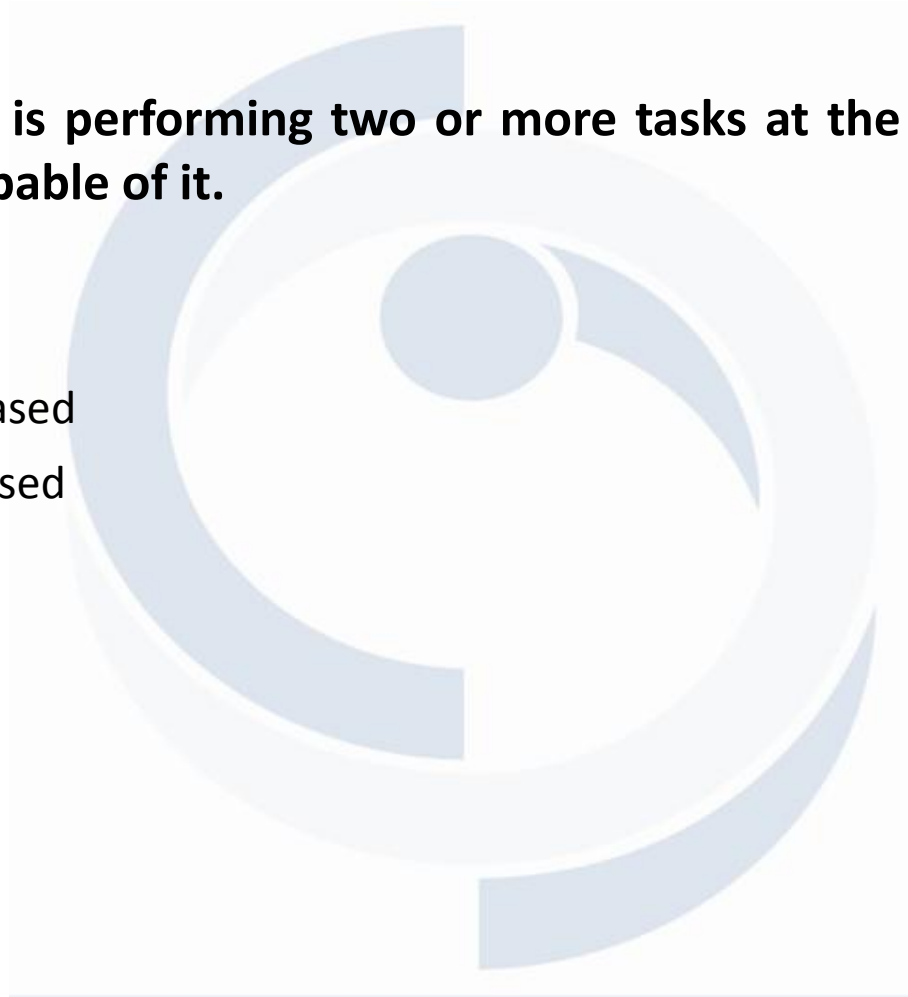 is performing two or more tasks at the
pable of it.
ased
sed